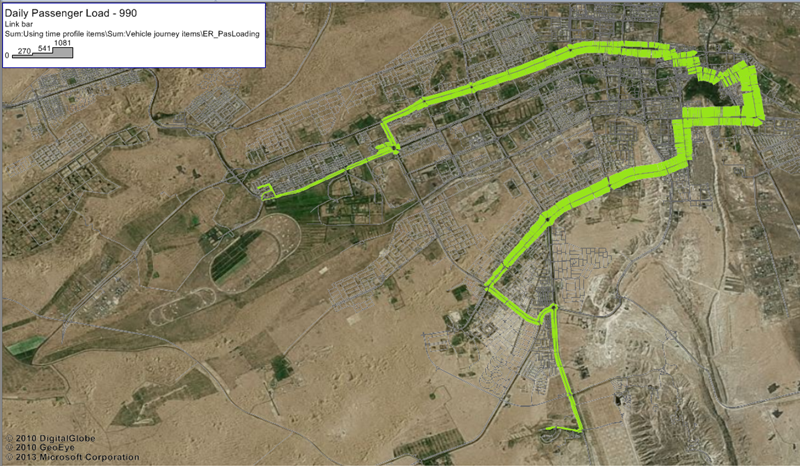 Daily Passenger Load - 990
Link bar
Sum:Using time profile items\Sum:Vehicle journey items\ER_PasLoading
0 270 541 1081
© 2010 DigitalGlobe
© 2010 GeoEye
© 2013 Microsoft Corporation